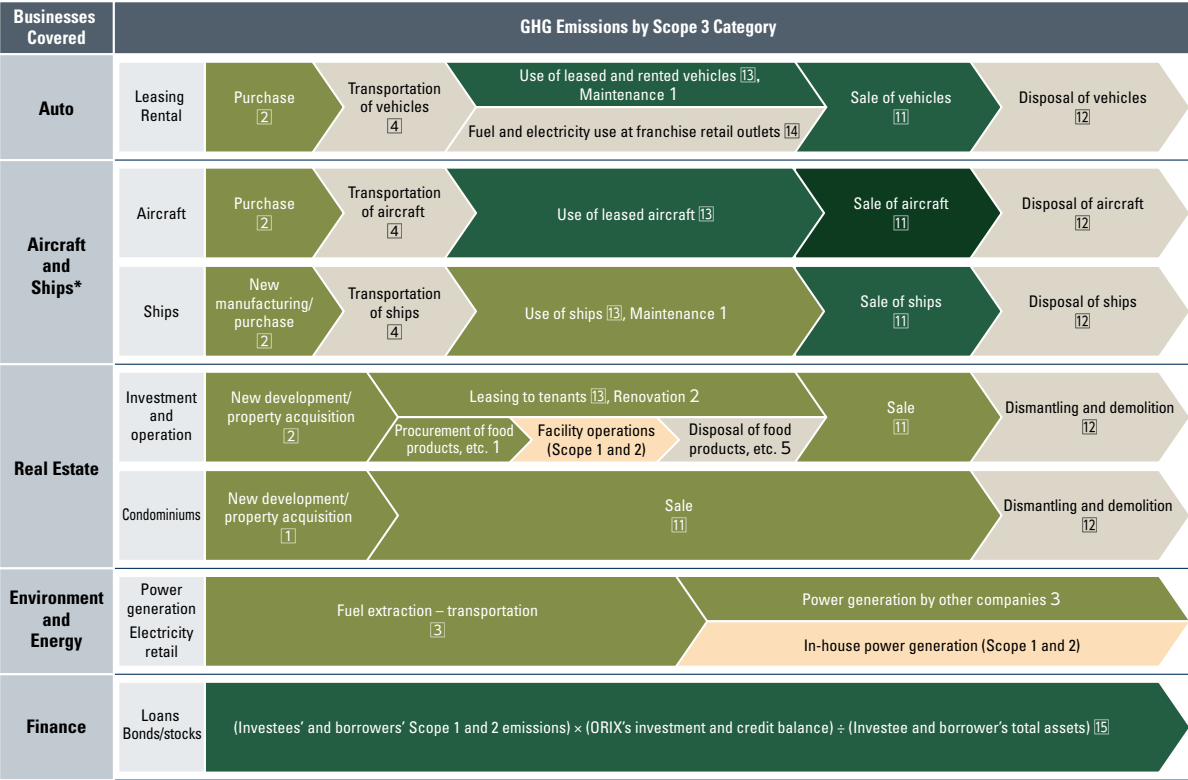 Businesses
Covered
GHG Emissions by Scope 3 Category
Auto
Leasing
Rental
Purchase
2
Transportation
of vehicles
4
Use of leased and rented vehicles 13,
Maintenance 1
Fuel and electricity use at franchise retail outlets 14
Sale of vehicles
11
Disposal of vehicles
12
Aircraft
and
Ships*
Aircraft
Purchase
2
Transportation
of aircraft
4
Use of leased aircraft 13
Sale of aircraft
11
Disposal of aircraft
12
Ships
New
manufacturing/
purchase
2
Transportation
of ships
4
Use of ships 13, Maintenance 1
Sale of ships
11
Disposal of ships
12
Real Estate
Investment
and
operation
New development/
property acquisition
2
Leasing to tenants 13, Renovation 2
Procurement of food
products, etc. 1
Facility operations
(Scope 1 and 2)
Disposal of food
products, etc. 5
Sale
11
Dismantling and demolition
12
Condominiums
New development/
property acquisition
1
Sale
11
Dismantling and demolition
12
Environment
and
Energy
Power
generation
Electricity
retail
Fuel extraction – transportation
3
Power generation by other companies 3
In-house power generation (Scope 1 and 2)
Finance
Loans
Bonds/stocks
(Investees' and borrowers' Scope 1 and 2 emissions) × (ORIX's investment and credit balance) ÷ (Investee and borrower's total assets) 15